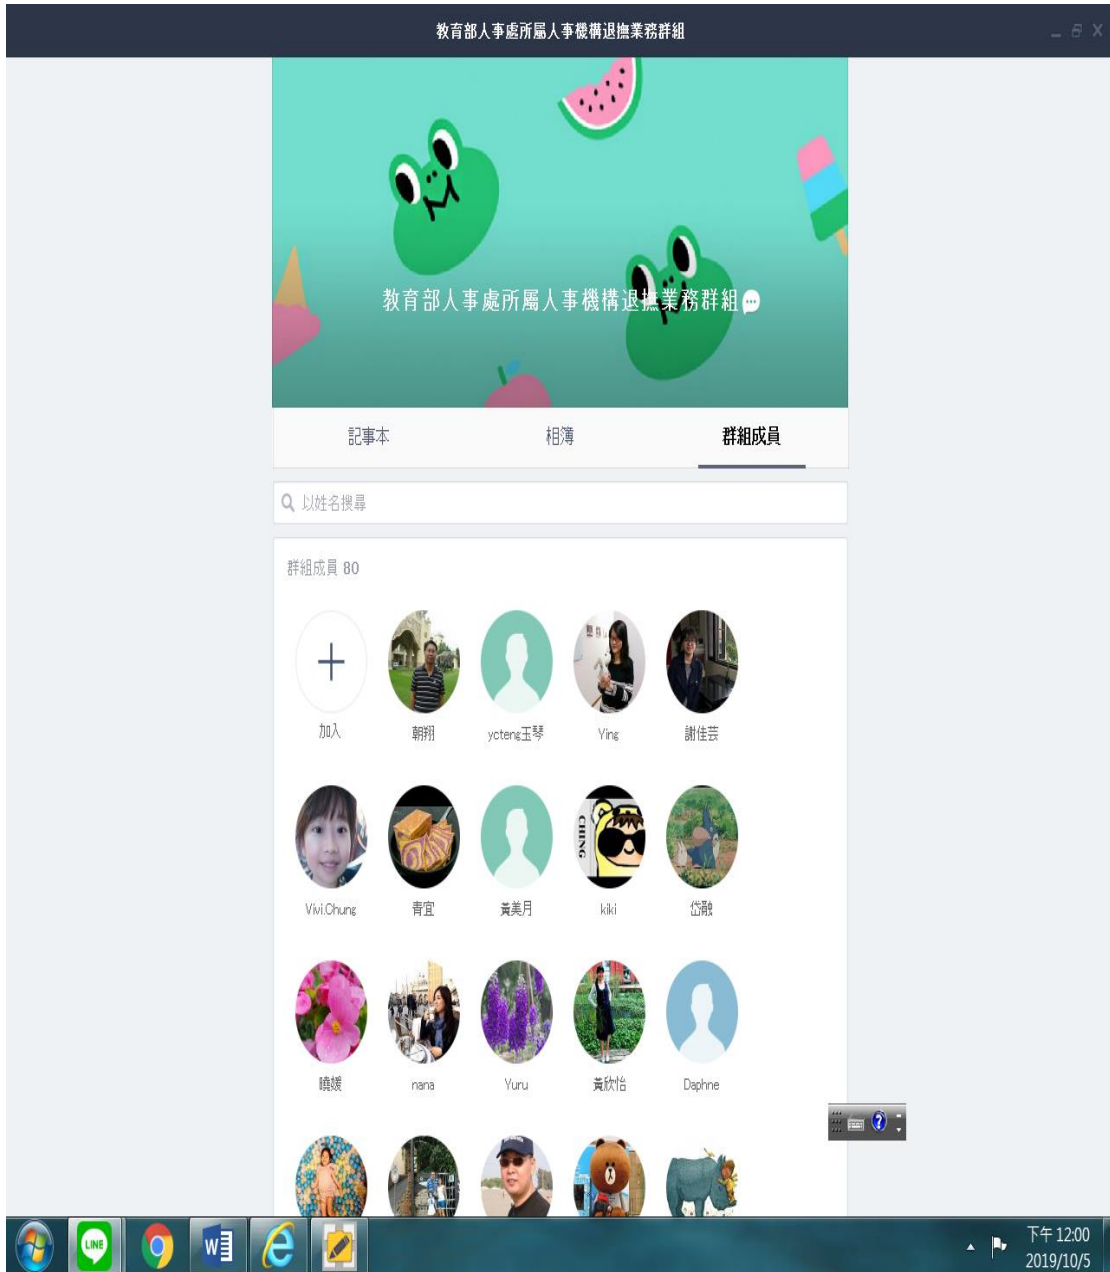 教育部人事處所屬人事機構退撫業務群組
教育部人事處所屬人事機構退撫業務群組
記事本 相簿 群組成員
以姓名搜尋
群組成員 80
加入 朝翔 ycteng玉琴 Ying 謝佳芸
CHING
Vivi.Chung 青宜 黃美月 kiki 岱融
曉媛 nana Yuru 黃欣怡 Daphne
LINE
下午 12:00
2019/10/5